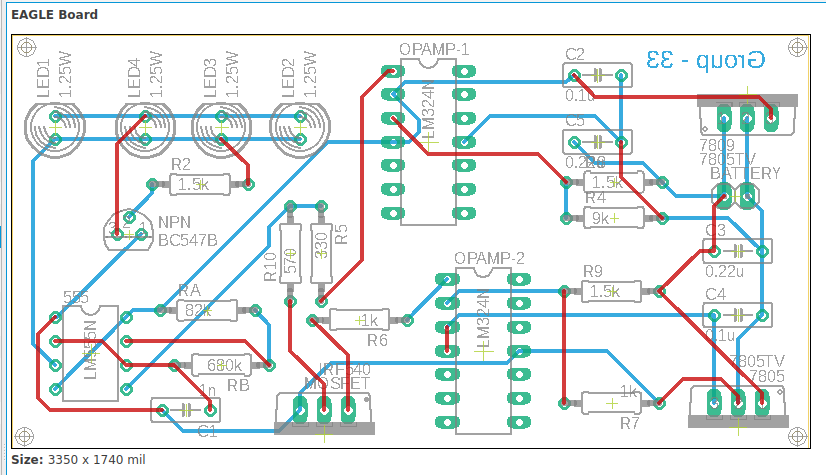 EAGLE Board
LED1
1.25W
LED4
1.25W
LED3
1.25W
LED2
1.25W
OPAMP-1
LM324N
C2
0.1u
Group - 33
C5
7809
7805TV
BATTERY
R2
1.5k
1.5k
R4
9k
NPN
BC547B
R10
570
330
R5
C3
0.22u
OPAMP-2
LM324N
555
LM555N
RA
82k
R9
1.5k
C4
0.1u
1k
R6
680k
RB
IRF540
MOSFET
7805TV
7805
1n
C1
1k
R7
Size: 3350 x 1740 mil